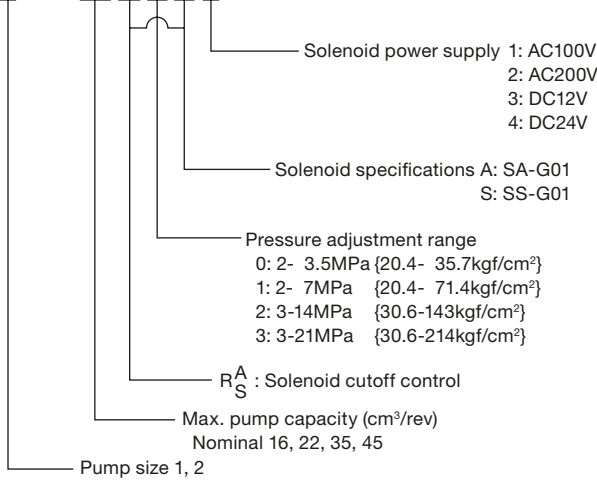 Solenoid power supply 1: AC100V
2: AC200V
3: DC12V
4: DC24V
Solenoid specifications A: SA-G01
S: SS-G01
Pressure adjustment range
0: 2- 3.5MPa {20.4- 35.7kgf/cm²}
1: 2- 7MPa {20.4- 71.4kgf/cm²}
2: 3-14MPa {30.6-143kgf/cm²}
3: 3-21MPa {30.6-214kgf/cm²}
R A S : Solenoid cutoff control
Max. pump capacity (cm³/rev)
Nominal 16, 22, 35, 45
Pump size 1, 2